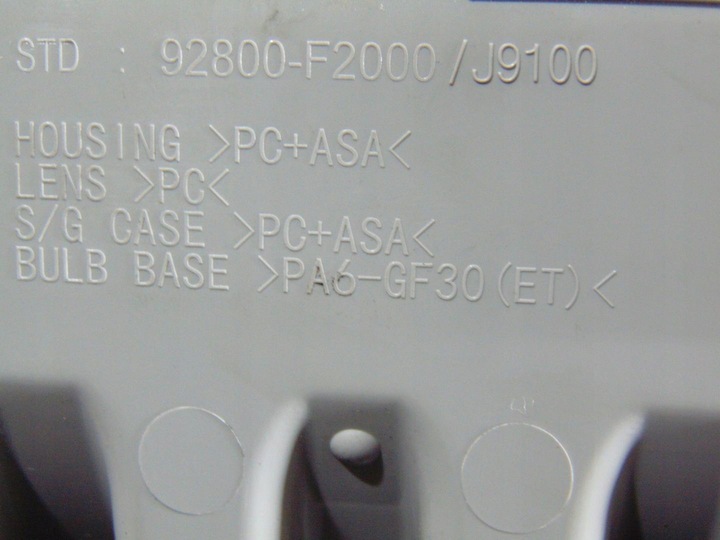 STD : 92800-F2000/J9100
HOUSING >PC+ASA<
LENS >PC<
S/G CASE >PC+ASA<
BULB BASE >PA6-GF30(ET)<